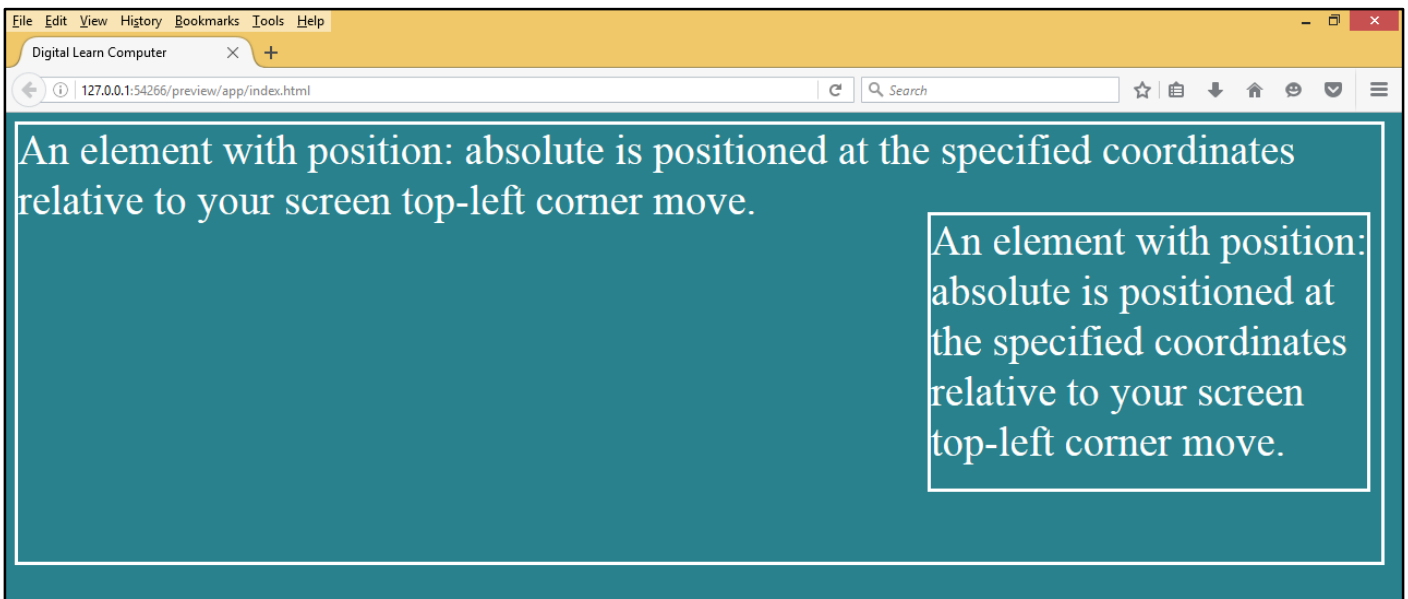 File Edit View History Bookmarks Tools Help
Digital Learn Computer
127.0.0.1:54266/preview/app/index.html
Search
An element with position: absolute is positioned at the specified coordinates
relative to your screen top-left corner move.
An element with position:
absolute is positioned at
the specified coordinates
relative to your screen
top-left corner move.